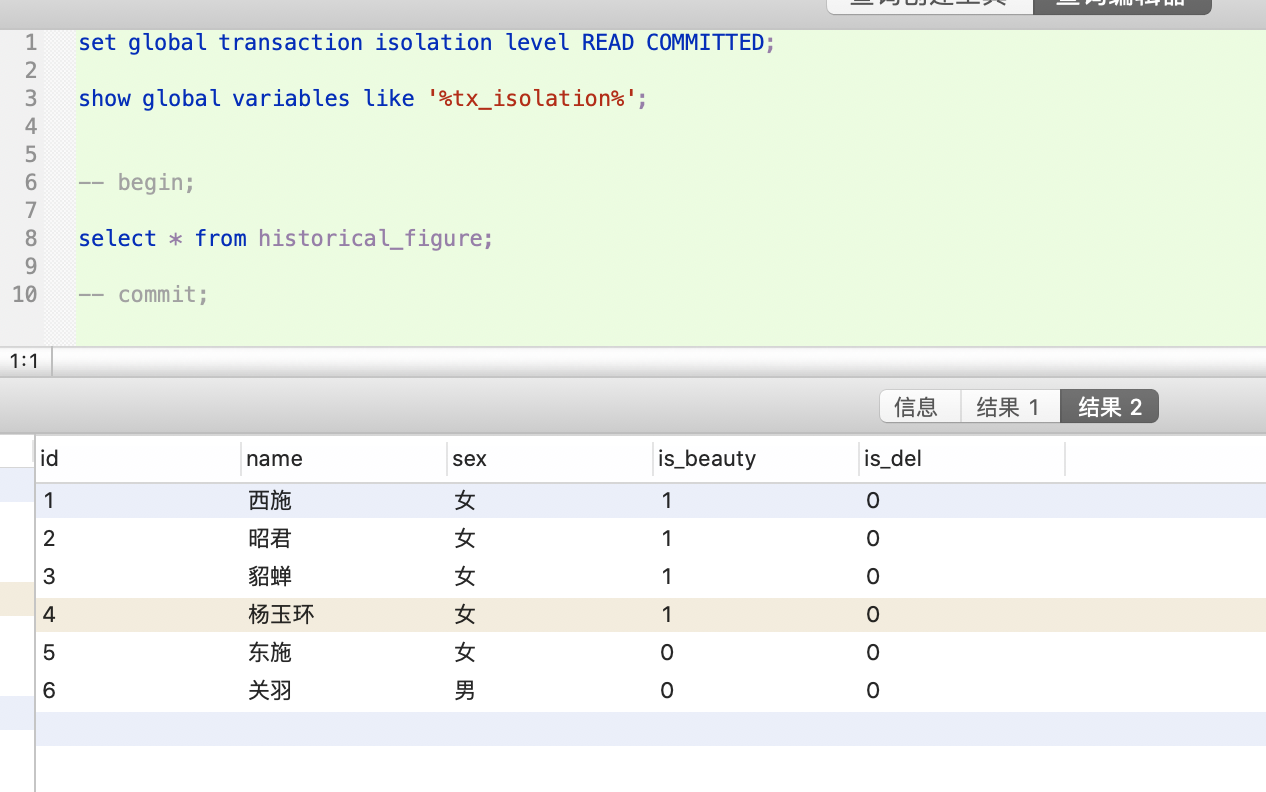 1 set global transaction isolation level READ COMMITTED;
2
3 show global variables like '%tx_isolation%';
4
5
6 -- begin;
7
8 select * from historical_figure;
9
10 -- commit;
1:1
信息 结果 1 结果 2
id name sex is_beauty is_del
1 西施 女 1 0
2 昭君 女 1 0
3 貂蝉 女 1 0
4 杨玉环 女 1 0
5 东施 女 0 0
6 关羽 男 0 0